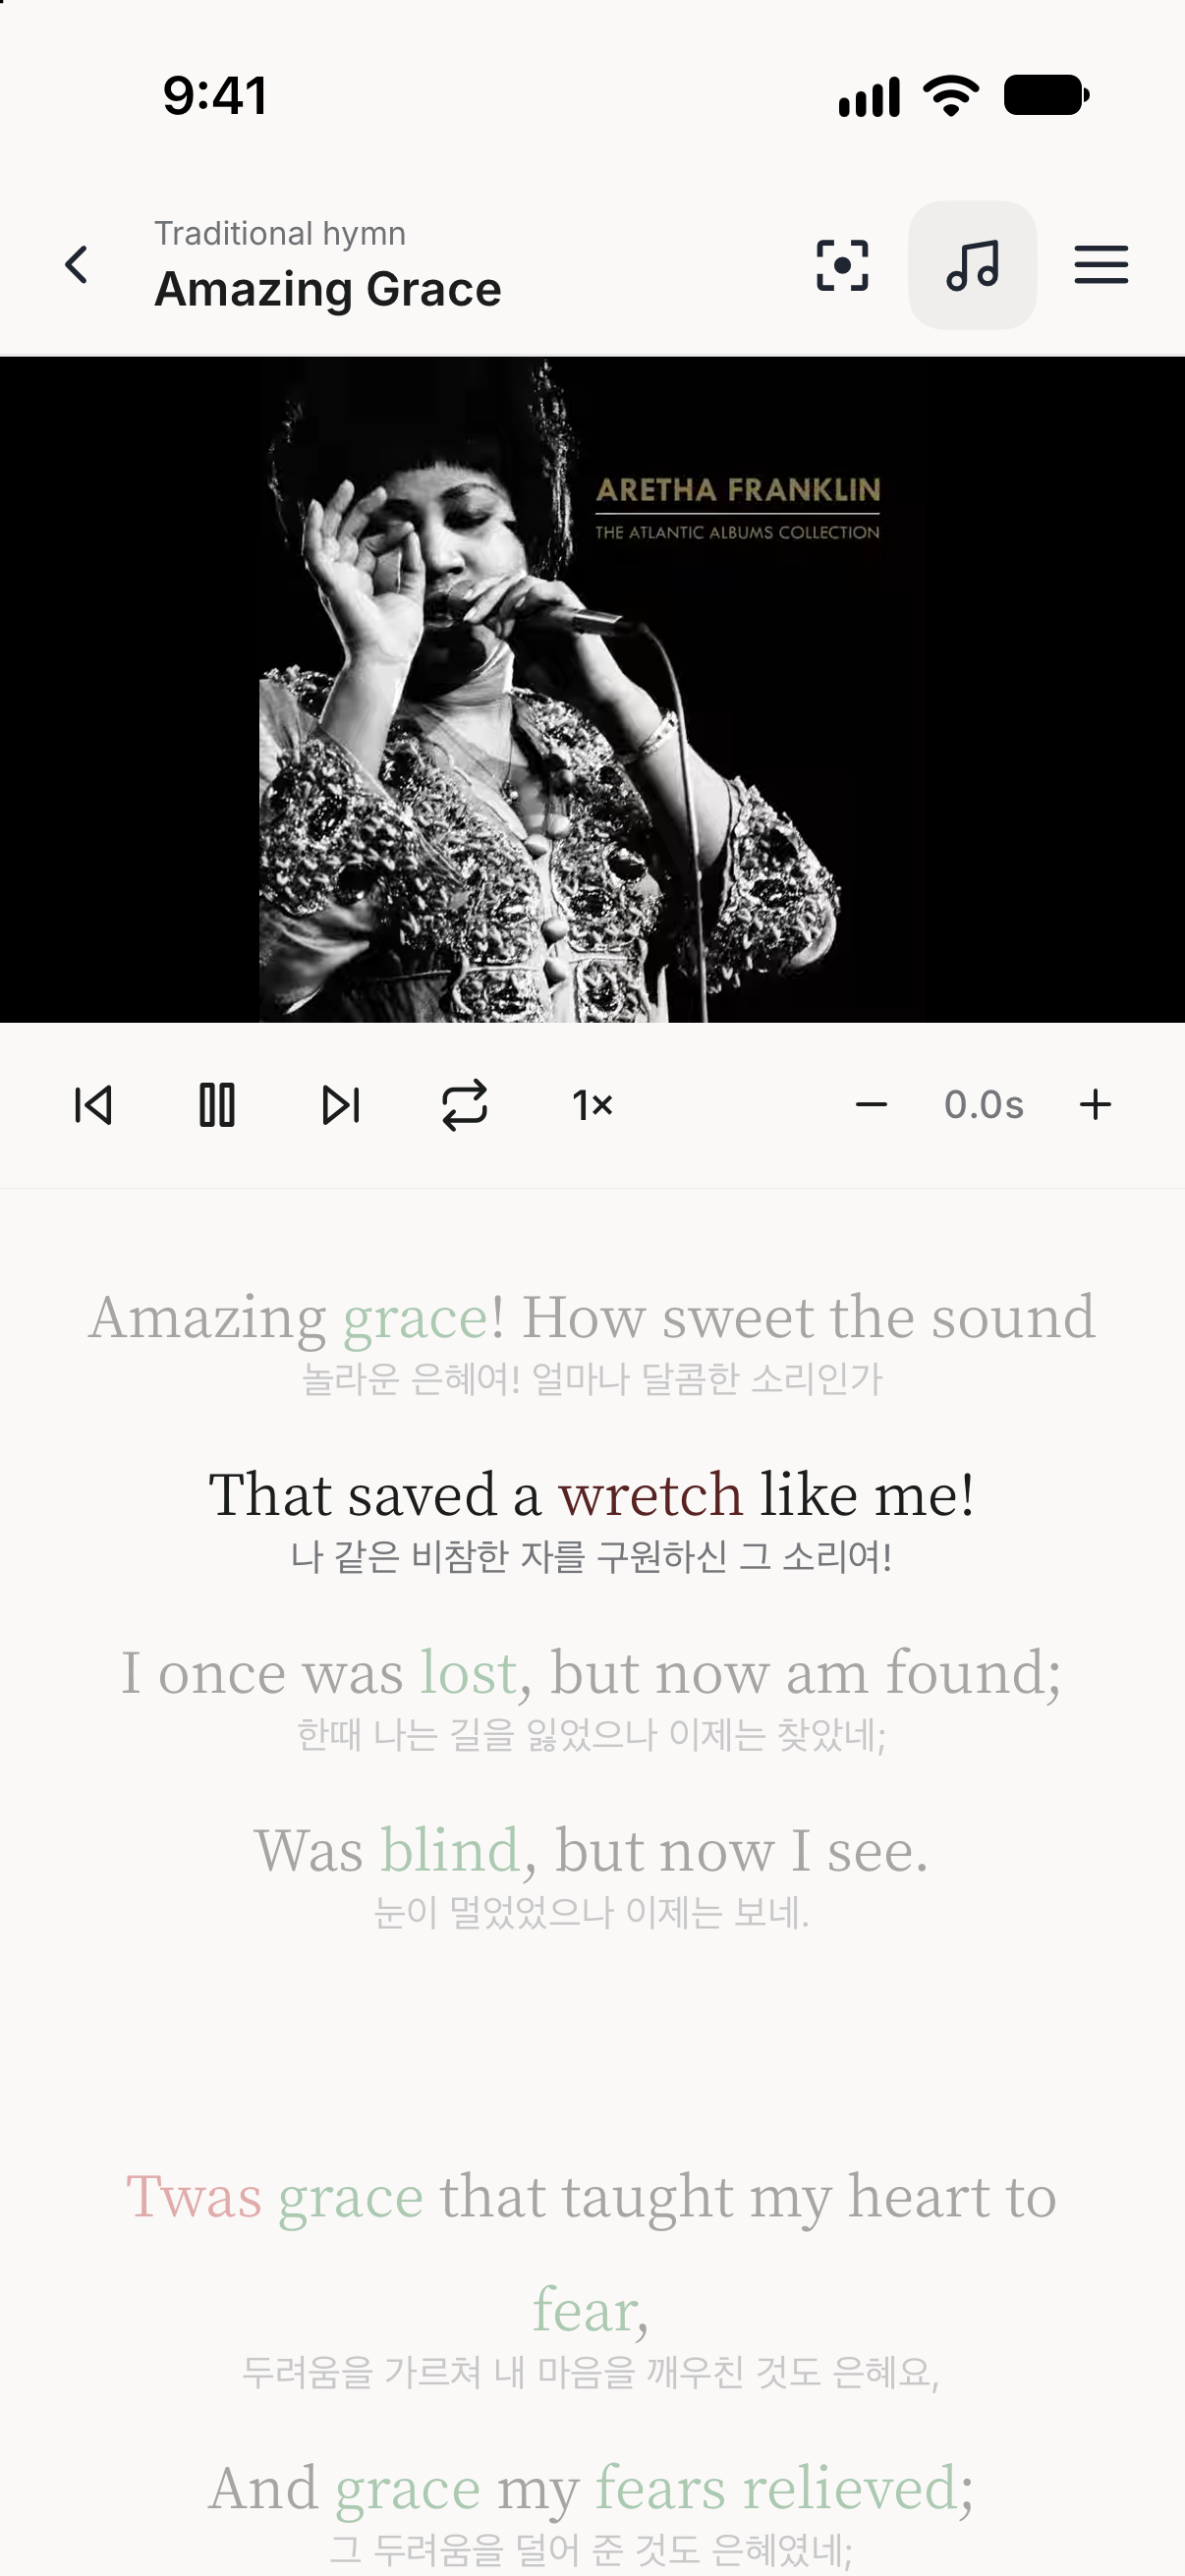 9:41
Traditional hymn
Amazing Grace
ARETHA FRANKLIN
THE ATLANTIC ALBUMS COLLECTION
1×
0.0s
Amazing grace! How sweet the sound
놀라운 은혜여! 얼마나 달콤한 소리인가
That saved a wretch like me!
나 같은 비참한 자를 구원하신 그 소리여!
I once was lost, but now am found;
한때 나는 길을 잃었으나 이제는 찾았네;
Was blind, but now I see.
눈이 멀었었으나 이제는 보네.
Twas grace that taught my heart to
fear,
두려움을 가르쳐 내 마음을 깨우친 것도 은혜요,
And grace my fears relieved;
그 두려움을 덜어 준 것도 은혜였네;